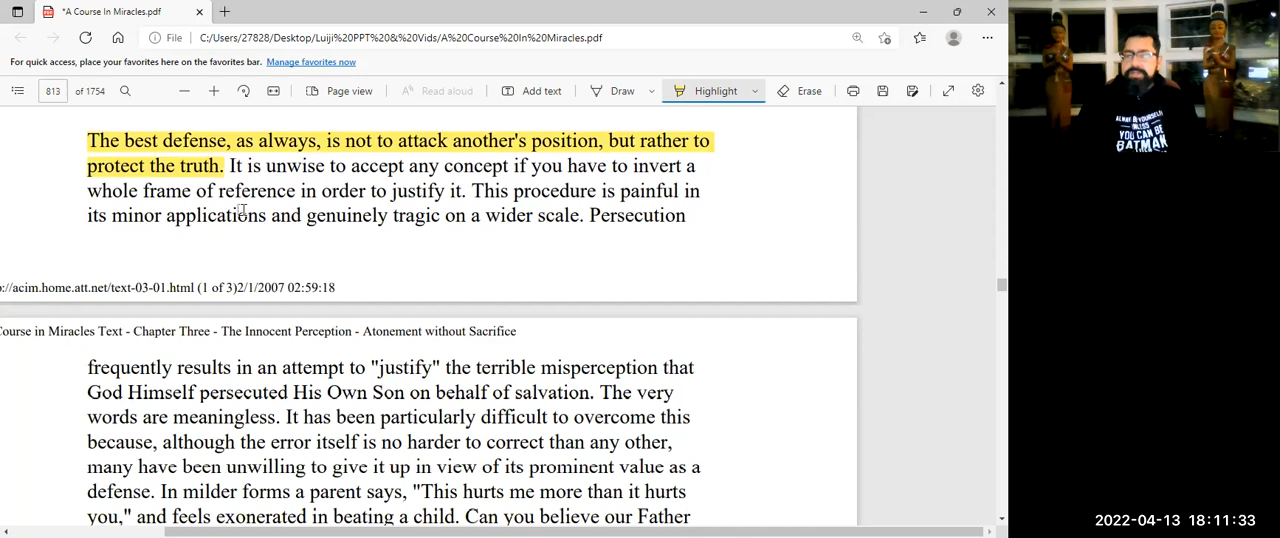 *A Course In Miracles.pdf
File C:/Users/27828/Desktop/Luiji%20PPT%20&%20Vids/A%20Course%20In%20Miracles.pdf
For quick access, place your favorites here on the favorites bar. Manage favorites now
813 of 1754 Page view Read aloud Add text Draw Highlight Erase
The best defense, as always, is not to attack another's position, but rather to
protect the truth. It is unwise to accept any concept if you have to invert a
whole frame of reference in order to justify it. This procedure is painful in
its minor applications and genuinely tragic on a wider scale. Persecution
://acim.home.att.net/text-03-01.html (1 of 3)2/1/2007 02:59:18
Course in Miracles Text - Chapter Three - The Innocent Perception - Atonement without Sacrifice
frequently results in an attempt to "justify" the terrible misperception that
God Himself persecuted His Own Son on behalf of salvation. The very
words are meaningless. It has been particularly difficult to overcome this
because, although the error itself is no harder to correct than any other,
many have been unwilling to give it up in view of its prominent value as a
defense. In milder forms a parent says, "This hurts me more than it hurts
you," and feels exonerated in beating a child. Can you believe our Father
ALWAYS BE YOURSELF
UNLESS
YOU CAN BE
BATMAN
2022-04-13 18:11:33